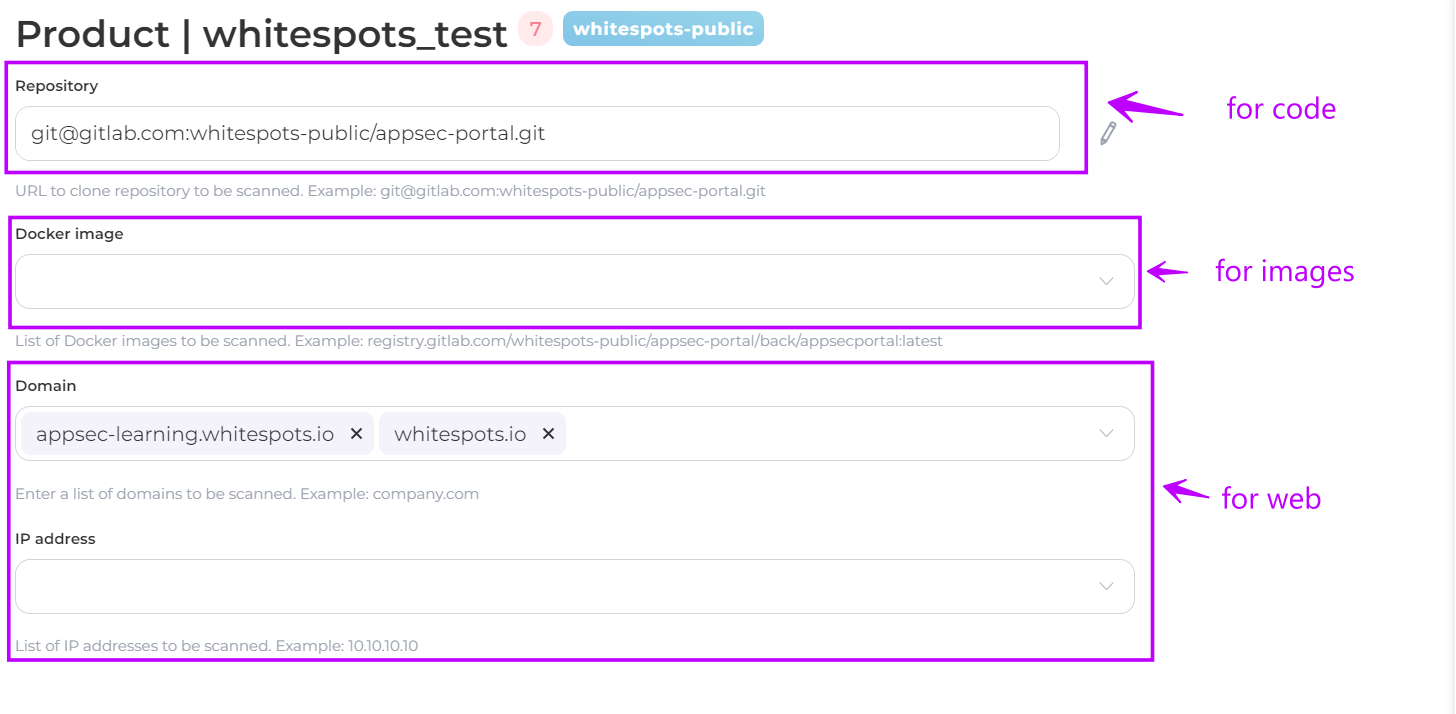 Product | whitespots_test 7 whitespots-public
Repository
git@gitlab.com:whitespots-public/appsec-portal.git
for code
URL to clone repository to be scanned. Example: git@gitlab.com:whitespots-public/appsec-portal.git
Docker image
for images
List of Docker images to be scanned. Example: registry.gitlab.com/whitespots-public/appsec-portal/back/appsecportal:latest
Domain
appsec-learning.whitespots.io × whitespots.io ×
Enter a list of domains to be scanned. Example: company.com
for web
IP address
List of IP addresses to be scanned. Example: 10.10.10.10